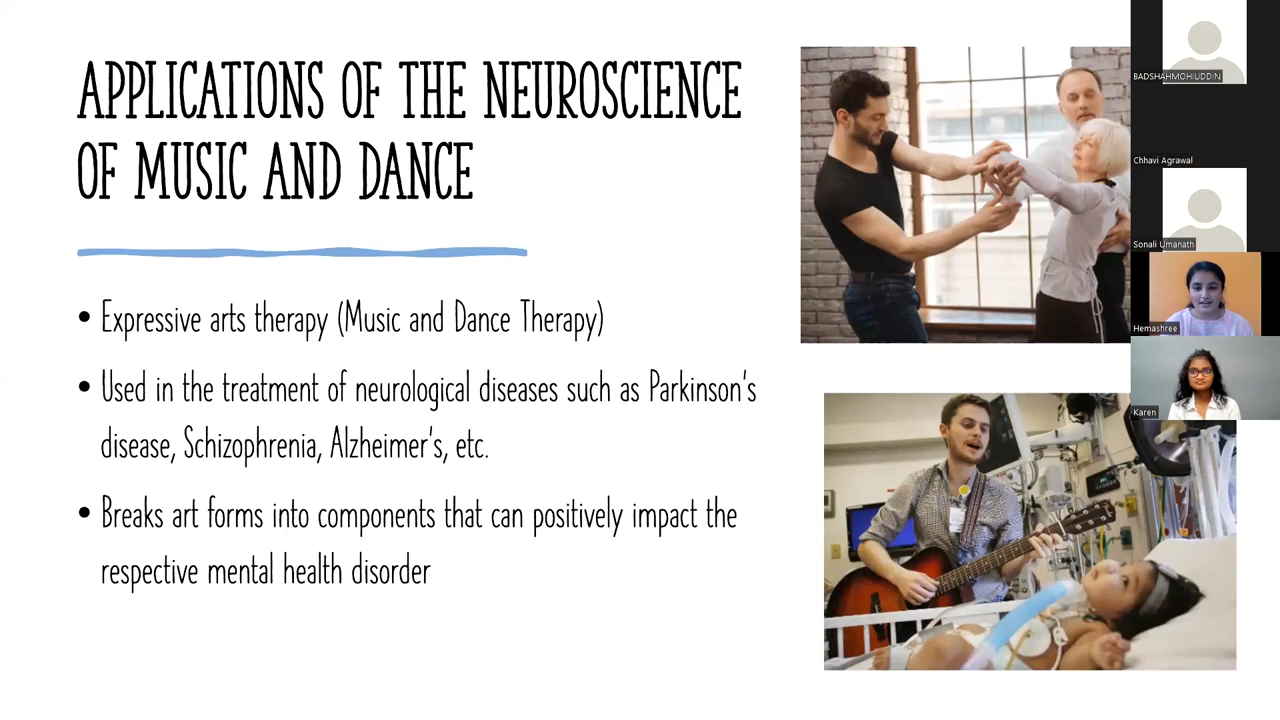 APPLICATIONS OF THE NEUROSCIENCE
OF MUSIC AND DANCE
• Expressive arts therapy (Music and Dance Therapy)
• Used in the treatment of neurological diseases such as Parkinson's
disease, Schizophrenia, Alzheimer's, etc.
• Breaks art forms into components that can positively impact the
respective mental health disorder
BADSHAHMOHIUDDIN
Chhavi Agrawal
Sonali Umanath
Hemashree
Karen